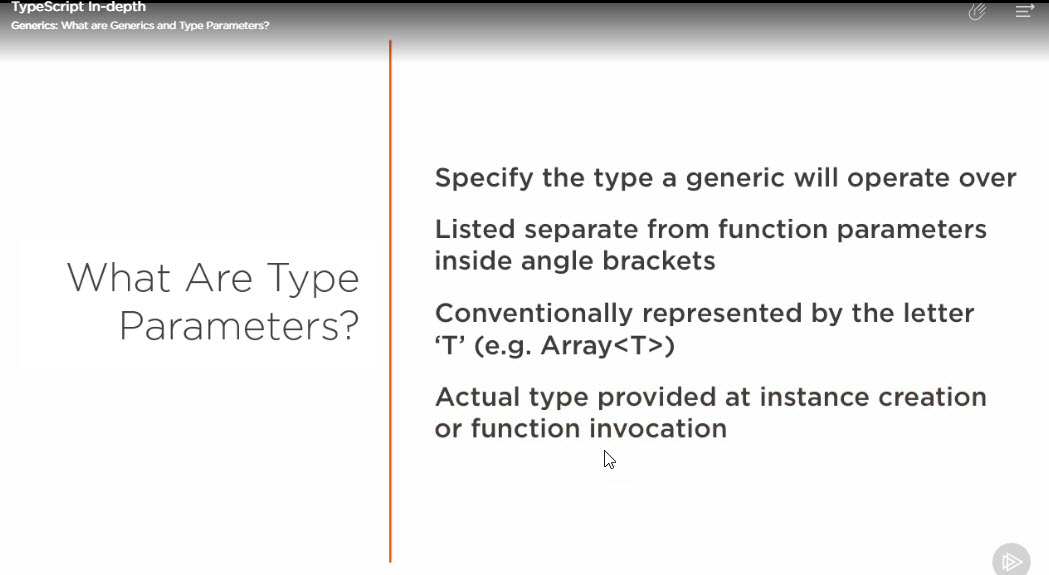 TypeScript In-depth
Generics: What are Generics and Type Parameters?
What Are Type
Parameters?
Specify the type a generic will operate over
Listed separate from function parameters
inside angle brackets
Conventionally represented by the letter
‘T’ (e.g. Array<T>)
Actual type provided at instance creation
or function invocation